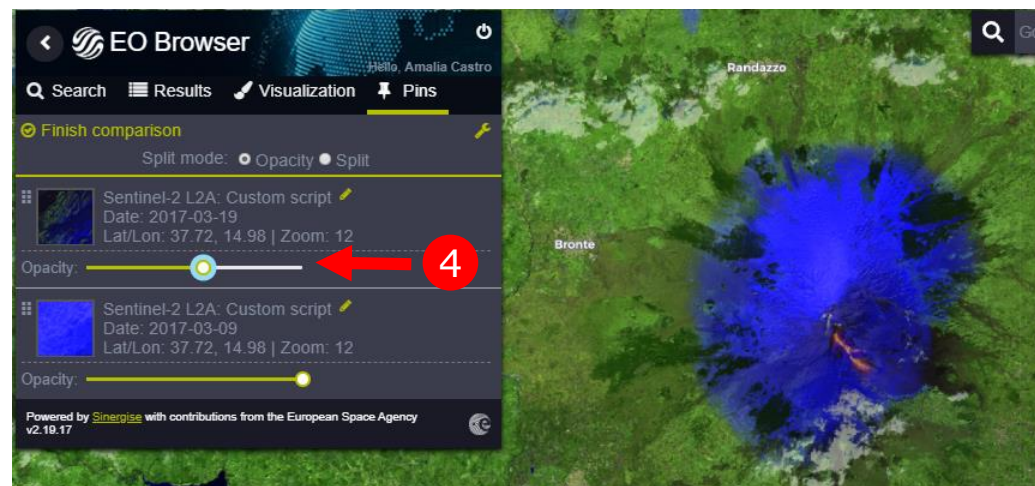 EO Browser
Hello, Amalia Castro
Search Results Visualization Pins
Finish comparison
Split mode: Opacity Split
Sentinel-2 L2A: Custom script
Date: 2017-03-19
Lat/Lon: 37.72, 14.98 | Zoom: 12
Opacity:
4
Sentinel-2 L2A: Custom script
Date: 2017-03-09
Lat/Lon: 37.72, 14.98 | Zoom: 12
Opacity:
Powered by Sinergise with contributions from the European Space Agency
v2.19.17
Go
Randazzo
Bronte